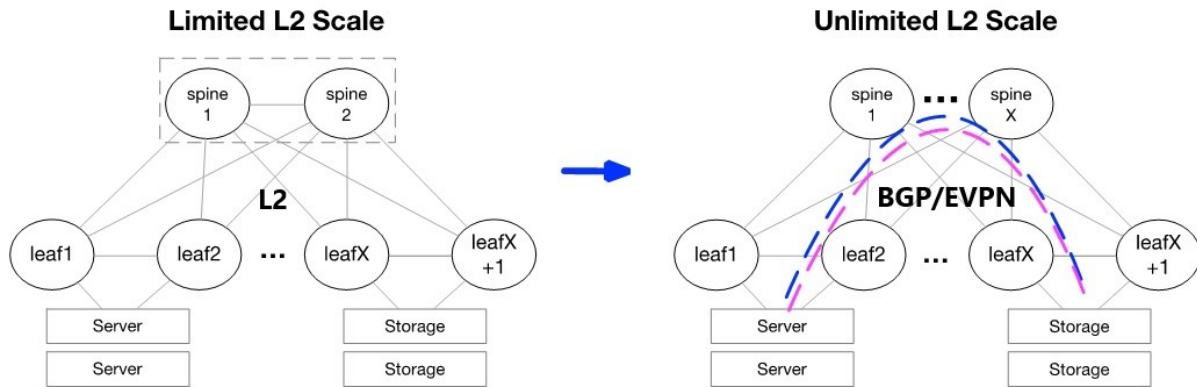 Limited L2 Scale
Unlimited L2 Scale
spine
1
spine
2
spine
1
...
spine
X
L2
BGP/EVPN
leaf1
leaf2
...
leafX
leafX
+1
leaf1
leaf2
...
leafX
leafX
+1
Server
Storage
Server
Storage
Server
Storage
Server
Storage